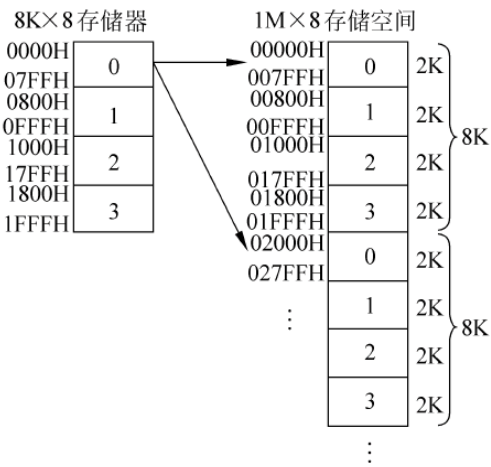 8K×8存储器
0000H
07FFH
0800H
0FFFH
1000H
17FFH
1800H
1FFFH
0
1
2
3
1M×8存储空间
00000H
007FFH
00800H
00FFFH
01000H
017FFH
01800H
01FFFH
02000H
027FFH
⋮
0 2K
1 2K
2 2K
3 2K
8K
0 2K
1 2K
2 2K
3 2K
8K
⋮